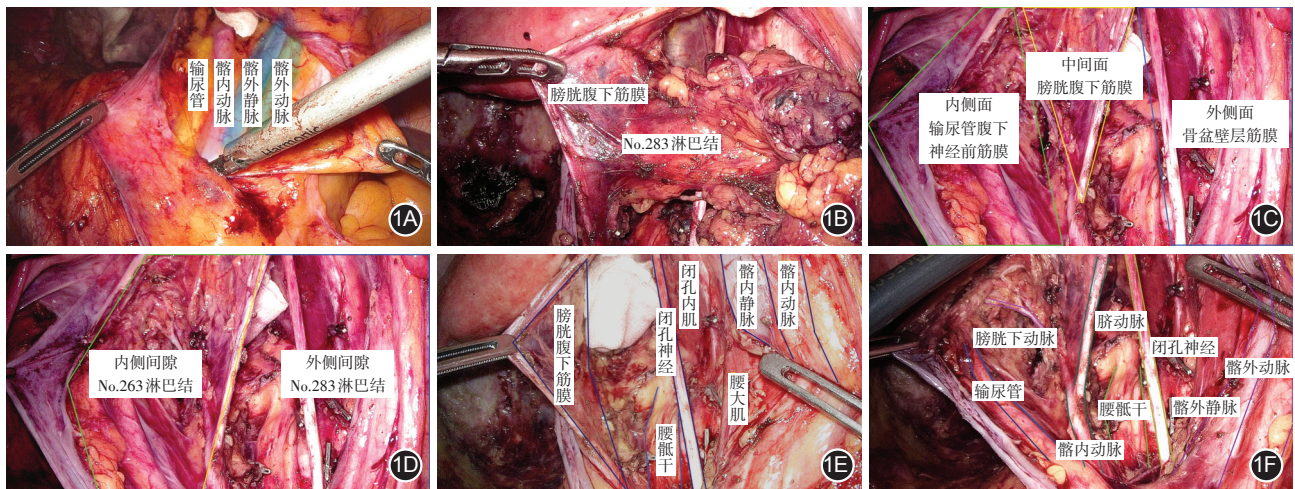 输尿管
髂内动脉
髂外静脉
髂外动脉
Harmonic
1A
膀胱腹下筋膜
No.283淋巴结
1B
中间面
膀胱腹下筋膜
内侧面
输尿管腹下
神经前筋膜
外侧面
骨盆壁层筋膜
1C
内侧间隙
No.263淋巴结
外侧间隙
No.283淋巴结
1D
膀胱腹下筋膜
闭孔神经
闭孔内肌
髂内静脉
髂内动脉
腰大肌
腰骶干
1E
膀胱下动脉
脐动脉
闭孔神经
髂外动脉
输尿管
腰骶干
髂外静脉
髂内动脉
1F